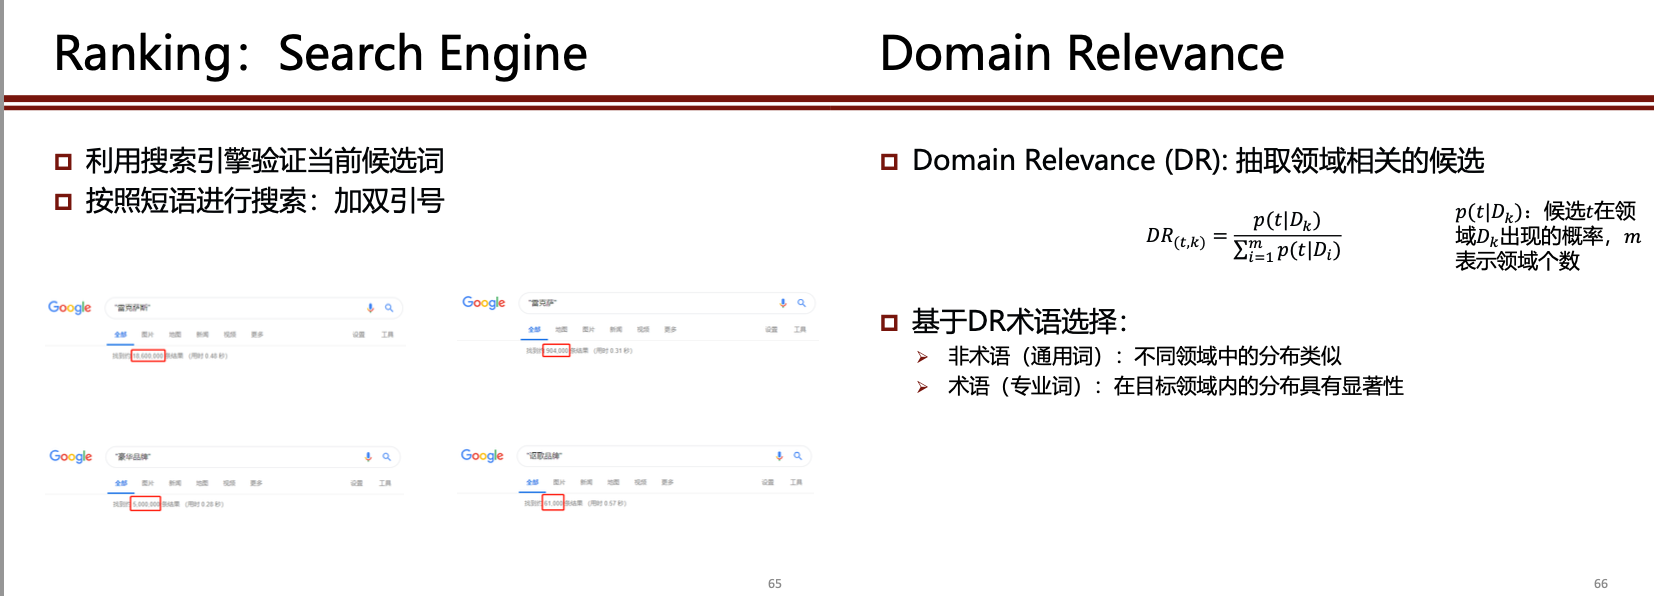 Ranking：Search Engine
利用搜索引擎验证当前候选词
按照短语进行搜索：加双引号
Google "雷克萨斯"
全部 图片 地图 新闻 视频 更多 设置 工具
找到约 19,600,000 条结果 （用时 0.48 秒）
Google "雷克萨"
全部 地图 图片 新闻 视频 更多 设置 工具
找到约 904,000 条结果 （用时 0.31 秒）
Google "豪华品牌"
全部 图片 新闻 地图 视频 更多 设置 工具
找到约 5,800,000 条结果 （用时 0.28 秒）
Google "讴歌品牌"
全部 图片 新闻 地图 视频 更多 设置 工具
找到约 61,900 条结果 （用时 0.57 秒）
65
Domain Relevance
Domain Relevance (DR): 抽取领域相关的候选
DR_(t,k) = p(t|D_k) / ∑_{i=1}^{m} p(t|D_i)
p(t|D_k)：候选t在领
域D_k出现的概率，m
表示领域个数
基于DR术语选择：
非术语（通用词）：不同领域中的分布类似
术语（专业词）：在目标领域内的分布具有显著性
66